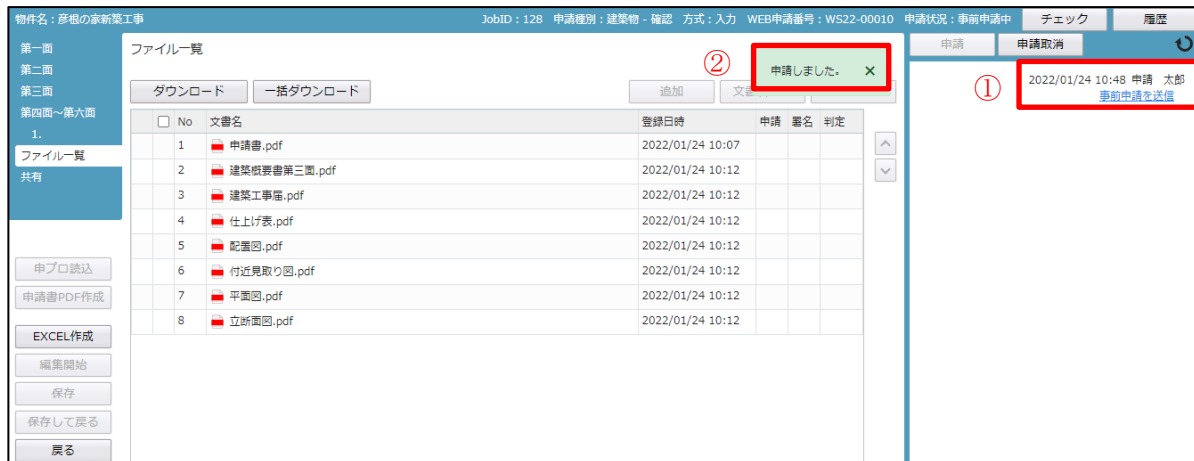 物件名：彦根の家新築工事 JobID：128 申請種別：建築物 - 確認 方式：入力 WEB申請番号：WS22-00010 申請状況：事前申請中 チェック 履歴
第一面
第二面
第三面
第四面～第六面
1.
ファイル一覧
共有
申プロ読込
申請書PDF作成
EXCEL作成
編集開始
保存
保存して戻る
戻る
ファイル一覧
② 申請しました。 ×
ダウンロード 一括ダウンロード 追加
No 文書名 登録日時 申請 署名 判定
1 申請書.pdf 2022/01/24 10:07
2 建築概要書第三面.pdf 2022/01/24 10:12
3 建築工事届.pdf 2022/01/24 10:12
4 仕上げ表.pdf 2022/01/24 10:12
5 配置図.pdf 2022/01/24 10:12
6 付近見取り図.pdf 2022/01/24 10:12
7 平面図.pdf 2022/01/24 10:12
8 立断面図.pdf 2022/01/24 10:12
申請 申請取消
① 2022/01/24 10:48 申請 太郎
事前申請を送信